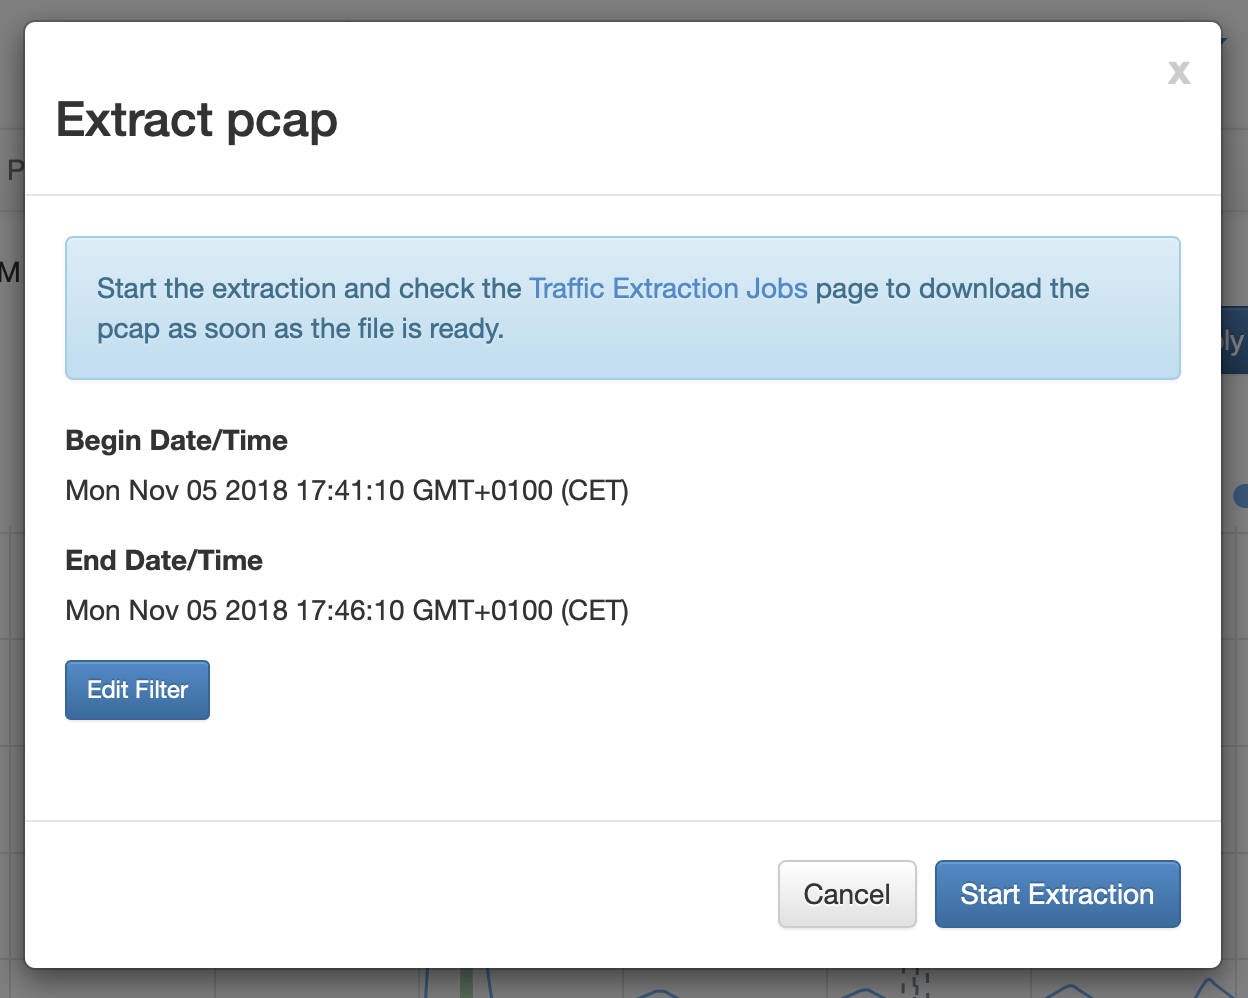 x
Extract pcap
P
M
Start the extraction and check the Traffic Extraction Jobs page to download the
pcap as soon as the file is ready.
ply
Begin Date/Time
Mon Nov 05 2018 17:41:10 GMT+0100 (CET)
End Date/Time
Mon Nov 05 2018 17:46:10 GMT+0100 (CET)
Edit Filter
Cancel
Start Extraction